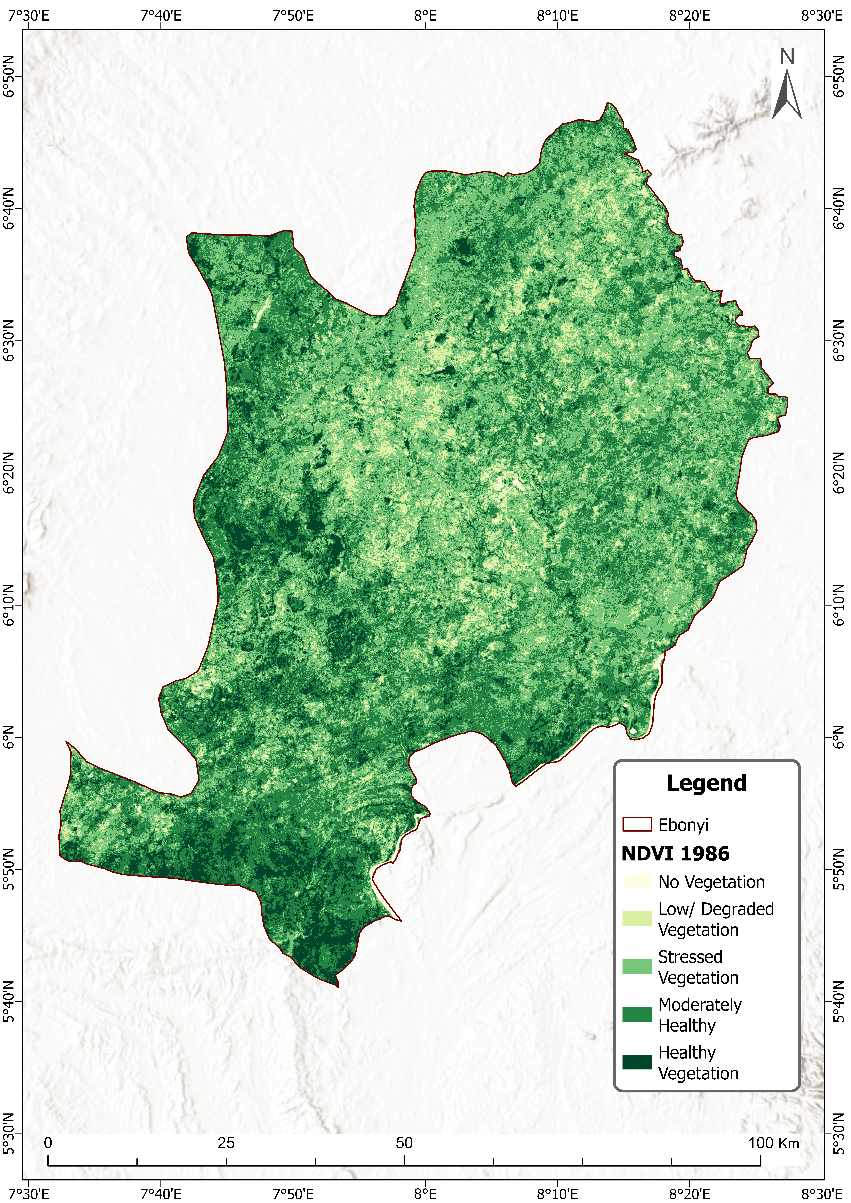 7°30'E 7°40'E 7°50'E 8°E 8°10'E 8°20'E 8°30'E
N
6°50'N 6°50'N
6°40'N 6°40'N
6°30'N 6°30'N
6°20'N 6°20'N
6°10'N 6°10'N
6°N 6°N
5°50'N 5°50'N
5°40'N 5°40'N
5°30'N 5°30'N
Legend
Ebonyi
NDVI 1986
No Vegetation
Low/ Degraded
Vegetation
Stressed
Vegetation
Moderately
Healthy
Healthy
Vegetation
0 25 50 100 Km
7°30'E 7°40'E 7°50'E 8°E 8°10'E 8°20'E 8°30'E